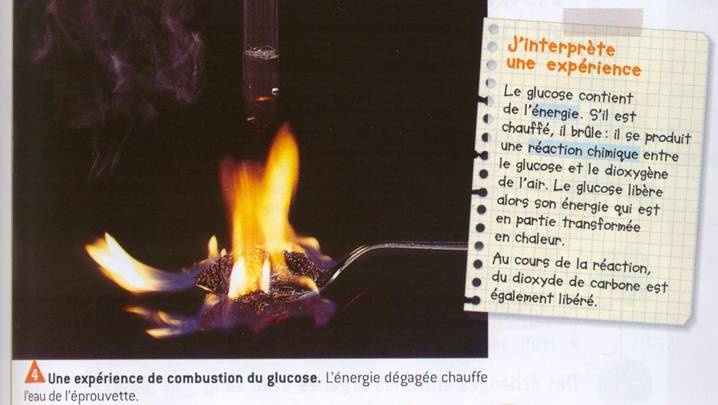 J'interprète
une expérience
Le glucose contient
de l'énergie. S'il est
chauffé, il brûle : il se produit
une réaction chimique entre
le glucose et le dioxygène
de l'air. Le glucose libère
alors son énergie qui est
en partie transformée
en chaleur.
Au cours de la réaction,
du dioxyde de carbone est
également libéré.
4 Une expérience de combustion du glucose. L'énergie dégagée chauffe
l'eau de l'éprouvette.